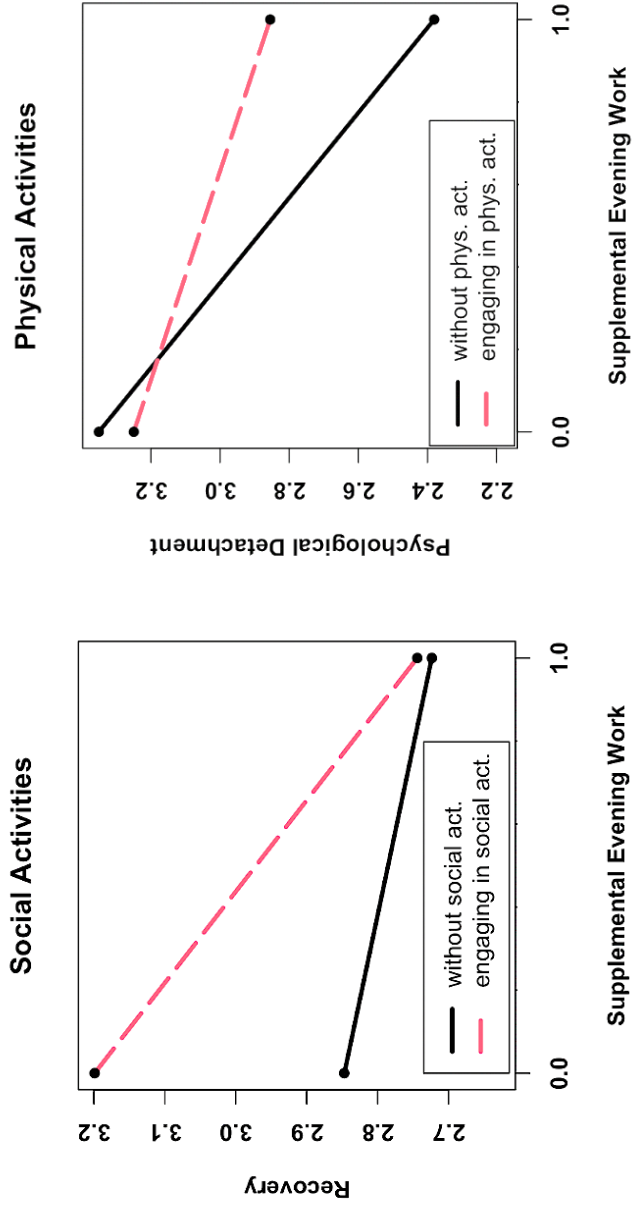 Social Activities
Recovery
3.2
3.1
3.0
2.9
2.8
2.7
without social act.
engaging in social act.
0.0
1.0
Supplemental Evening Work
Physical Activities
Psychological Detachment
3.2
3.0
2.8
2.6
2.4
2.2
without phys. act.
engaging in phys. act.
0.0
1.0
Supplemental Evening Work